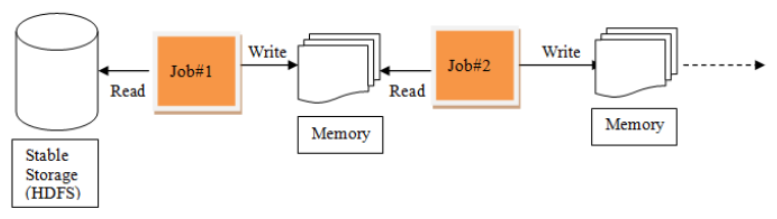 Write
Write
Job#1
Job#2
Read
Read
Memory
Memory
Stable
Storage
(HDFS)